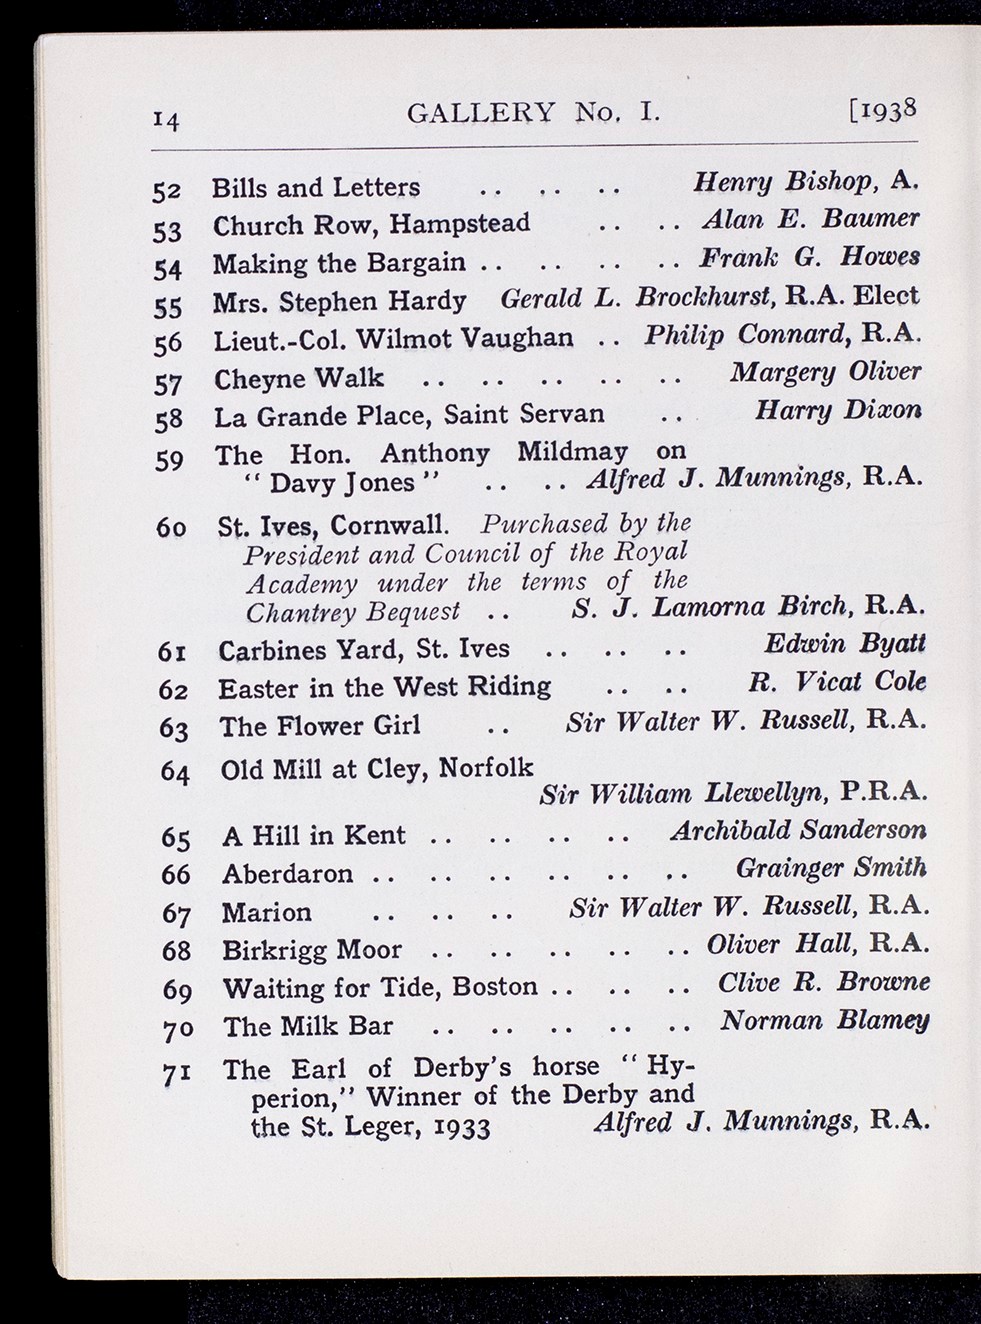 14 GALLERY No. I. [1938
52 Bills and Letters .. .. .. Henry Bishop, A.
53 Church Row, Hampstead .. .. Alan E. Baumer
54 Making the Bargain .. .. .. .. Frank G. Howes
55 Mrs. Stephen Hardy Gerald L. Brockhurst, R.A. Elect
56 Lieut.-Col. Wilmot Vaughan .. Philip Connard, R.A.
57 Cheyne Walk .. .. .. .. .. Margery Oliver
58 La Grande Place, Saint Servan .. Harry Dixon
59 The Hon. Anthony Mildmay on
“ Davy Jones ” .. .. Alfred J. Munnings, R.A.
60 St. Ives, Cornwall. Purchased by the
President and Council of the Royal
Academy under the terms of the
Chantrey Bequest .. S. J. Lamorna Birch, R.A.
61 Carbines Yard, St. Ives .. .. .. Edwin Byatt
62 Easter in the West Riding .. .. R. Vicat Cole
63 The Flower Girl .. Sir Walter W. Russell, R.A.
64 Old Mill at Cley, Norfolk
Sir William Llewellyn, P.R.A.
65 A Hill in Kent .. .. .. .. Archibald Sanderson
66 Aberdaron .. .. .. .. .. .. Grainger Smith
67 Marion .. .. .. Sir Walter W. Russell, R.A.
68 Birkrigg Moor .. .. .. .. .. Oliver Hall, R.A.
69 Waiting for Tide, Boston .. .. .. Clive R. Browne
70 The Milk Bar .. .. .. .. .. Norman Blamey
71 The Earl of Derby’s horse “ Hy-
perion,” Winner of the Derby and
the St. Leger, 1933 Alfred J. Munnings, R.A.